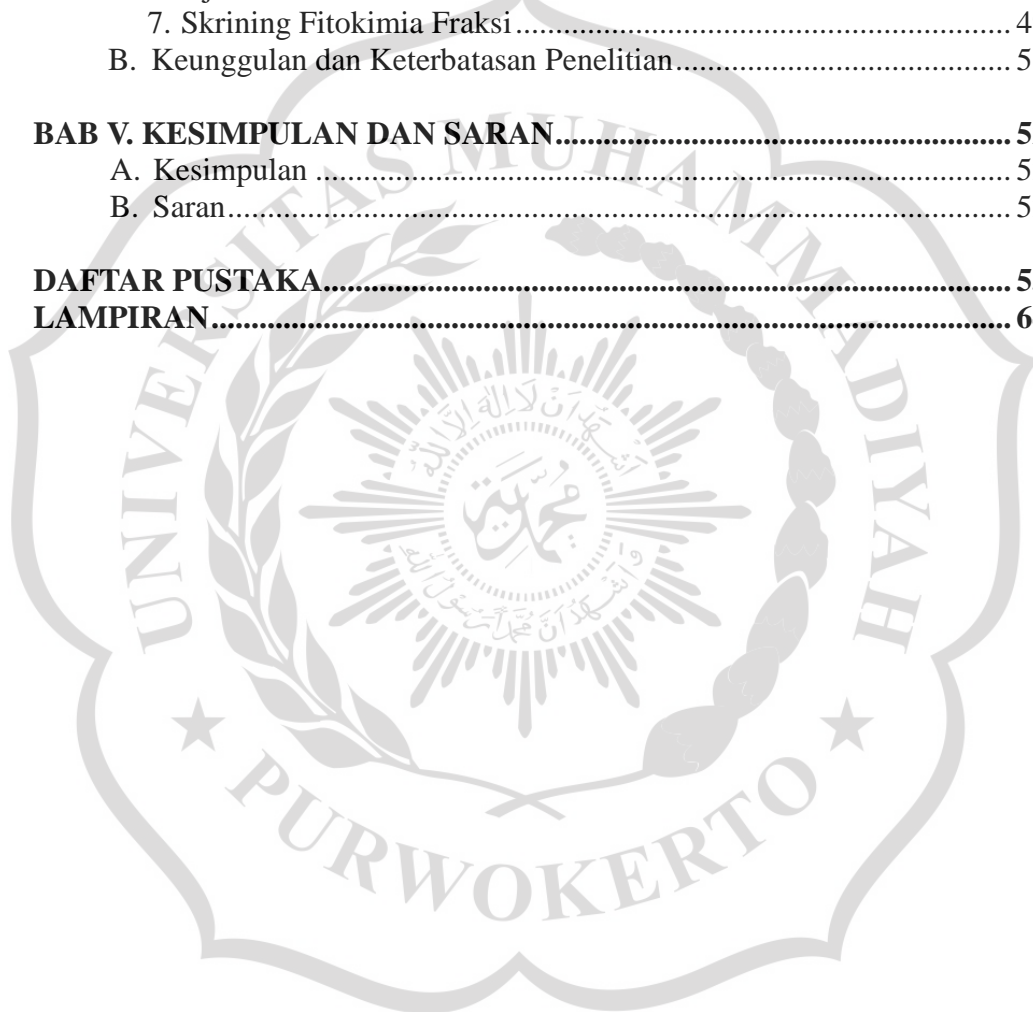 7. Skrining Fitokimia Fraksi.................................................................. 4
B. Keunggulan dan Keterbatasan Penelitian............................................ 5
BAB V. KESIMPULAN DAN SARAN............................................................ 5
A. Kesimpulan ........................................................................................... 5
B. Saran...................................................................................................... 5
DAFTAR PUSTAKA.......................................................................................... 5
LAMPIRAN......................................................................................................... 6
UNIVERSITAS MUHAMMADIYAH
PURWOKERTO